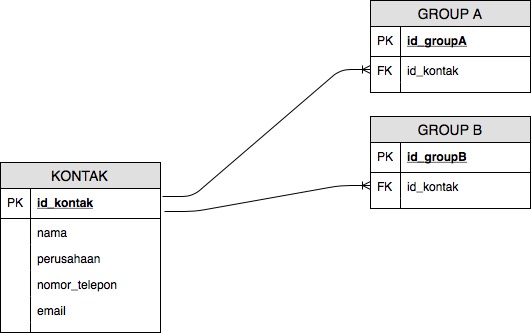 GROUP A
PK id_groupA
FK id_kontak
GROUP B
PK id_groupB
FK id_kontak
KONTAK
PK id_kontak
nama
perusahaan
nomor_telepon
email